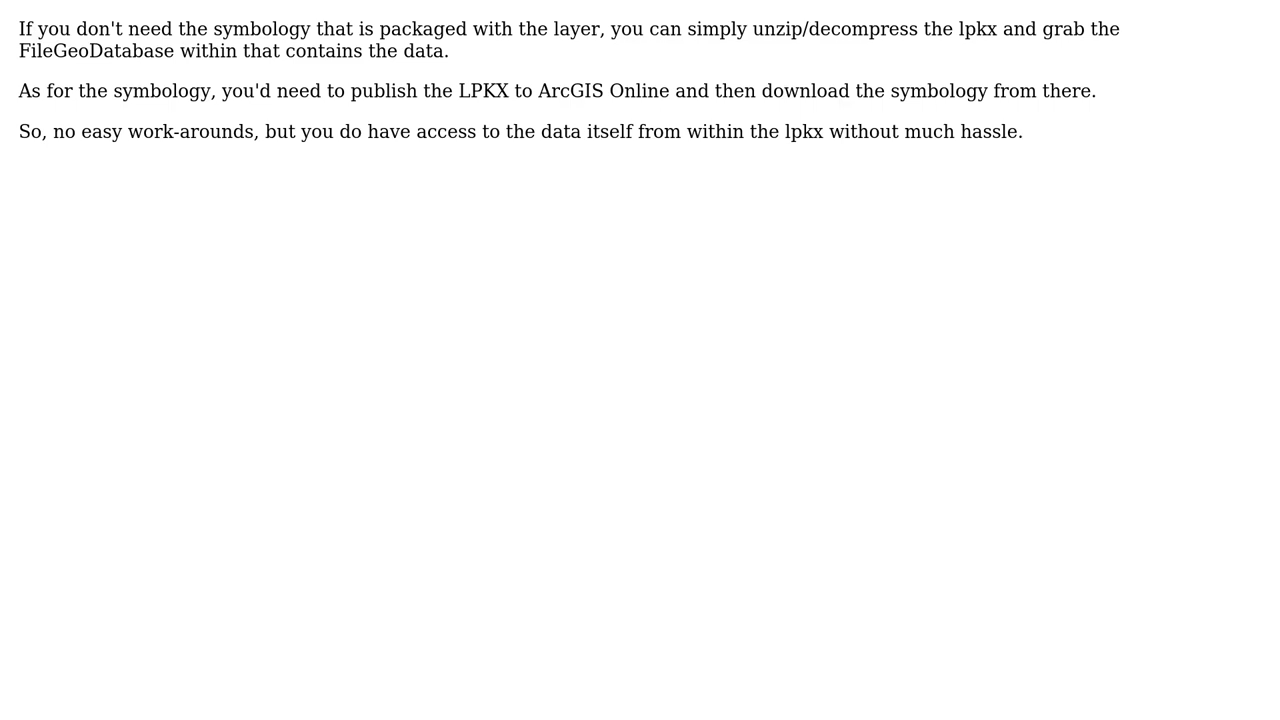 If you don't need the symbology that is packaged with the layer, you can simply unzip/decompress the lpkx and grab the
FileGeoDatabase within that contains the data.
As for the symbology, you'd need to publish the LPKX to ArcGIS Online and then download the symbology from there.
So, no easy work-arounds, but you do have access to the data itself from within the lpkx without much hassle.